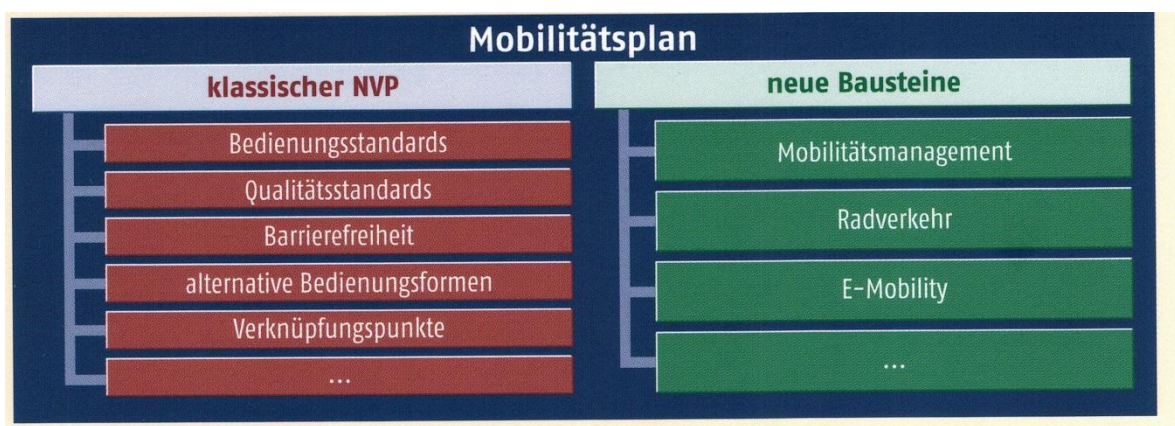 Mobilitätsplan
klassischer NVP
Bedienungsstandards
Qualitätsstandards
Barrierefreiheit
alternative Bedienungsformen
Verknüpfungspunkte
...
neue Bausteine
Mobilitätsmanagement
Radverkehr
E-Mobility
...